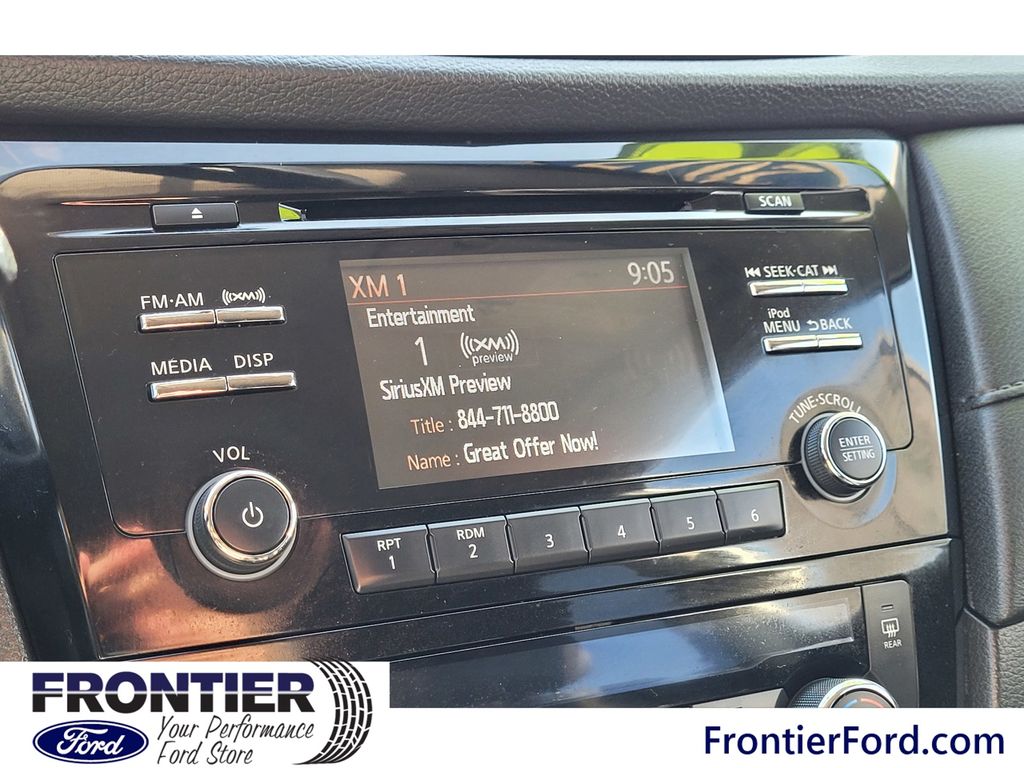 SCAN
FM·AM (((XM)))
MEDIA DISP
VOL
XM 1 9:05
Entertainment
1 (((XM)))
preview
SiriusXM Preview
Title : 844-711-8800
Name : Great Offer Now!
SEEK·CAT
iPod
MENU BACK
TUNE·SCROLL
ENTER
SETTING
RPT
1
RDM
2
3
4
5
6
REAR
FRONTIER
Ford
Your Performance
Ford Store
FrontierFord.com